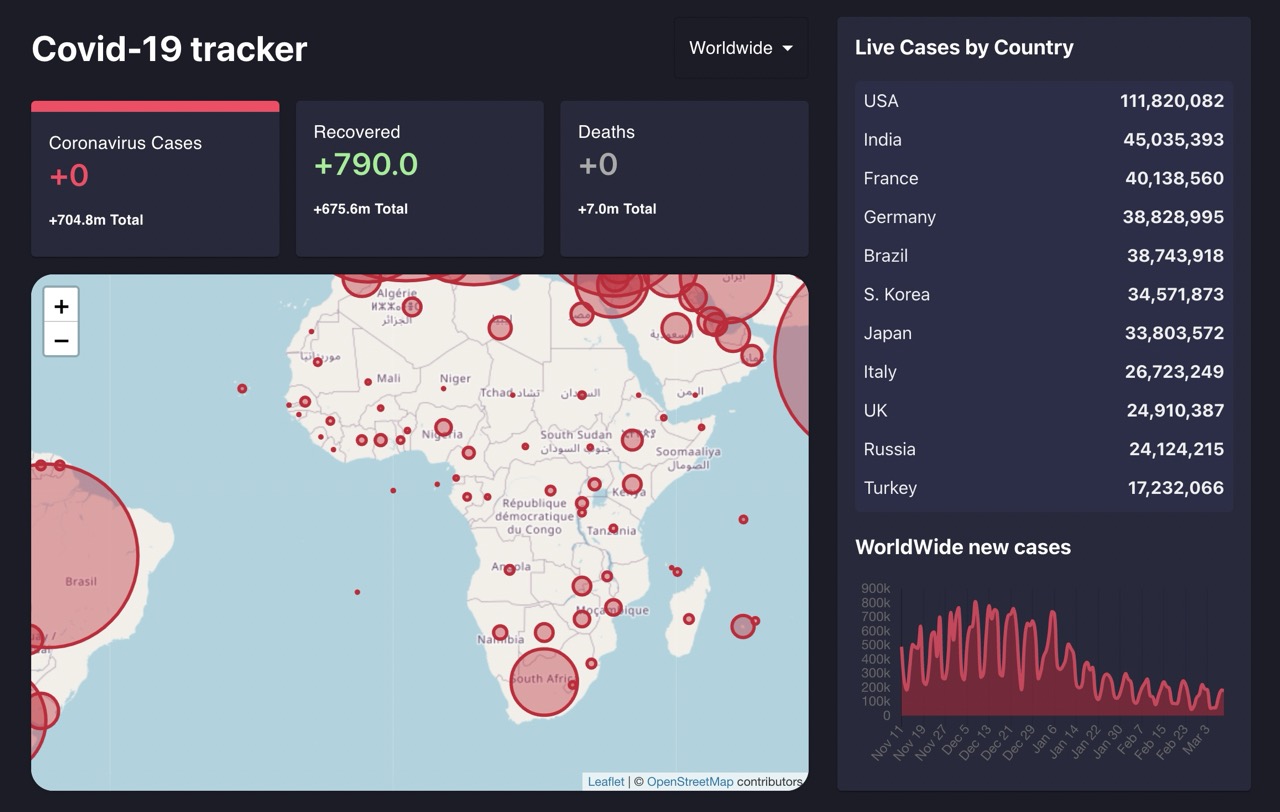 Covid-19 tracker
Worldwide
Coronavirus Cases
+0
+704.8m Total
Recovered
+790.0
+675.6m Total
Deaths
+0
+7.0m Total
+
−
Algérie
الجزائر
موريتانيا
Mali
Niger
Tchad تشاد
السودان
اليمن
السعودية
مصر
ایران
عمان
Nigeria
South Sudan
جنوب السودان
Soomaaliya
الصومال
Kenya
République
démocratique
du Congo
Tanzania
Angola
Moçambique
Namibia
South Africa
Brasil
Leaflet | © OpenStreetMap contributors
Live Cases by Country
USA 111,820,082
India 45,035,393
France 40,138,560
Germany 38,828,995
Brazil 38,743,918
S. Korea 34,571,873
Japan 33,803,572
Italy 26,723,249
UK 24,910,387
Russia 24,124,215
Turkey 17,232,066
WorldWide new cases
900k
800k
700k
600k
500k
400k
300k
200k
100k
0
Nov 11
Nov 19
Nov 27
Dec 5
Dec 13
Dec 21
Dec 29
Jan 6
Jan 14
Jan 22
Jan 30
Feb 7
Feb 15
Feb 23
Mar 3